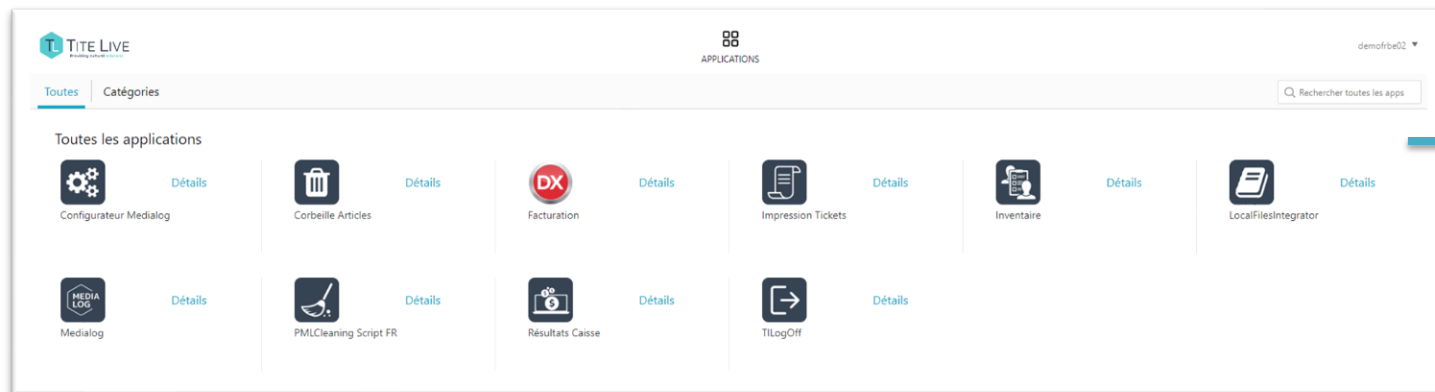 TL TITE LIVE
APPLICATIONS
demofrbe02
Toutes
Catégories
Rechercher toutes les apps
Toutes les applications
Détails
Configurateur Medialog
Détails
Corbeille Articles
DX
Détails
Facturation
Détails
Impression Tickets
Détails
Inventaire
Détails
LocalFilesIntegrator
MEDIA
LOG
Détails
Medialog
Détails
PMLCleaning Script FR
Détails
Résultats Caisse
Détails
TILogOff